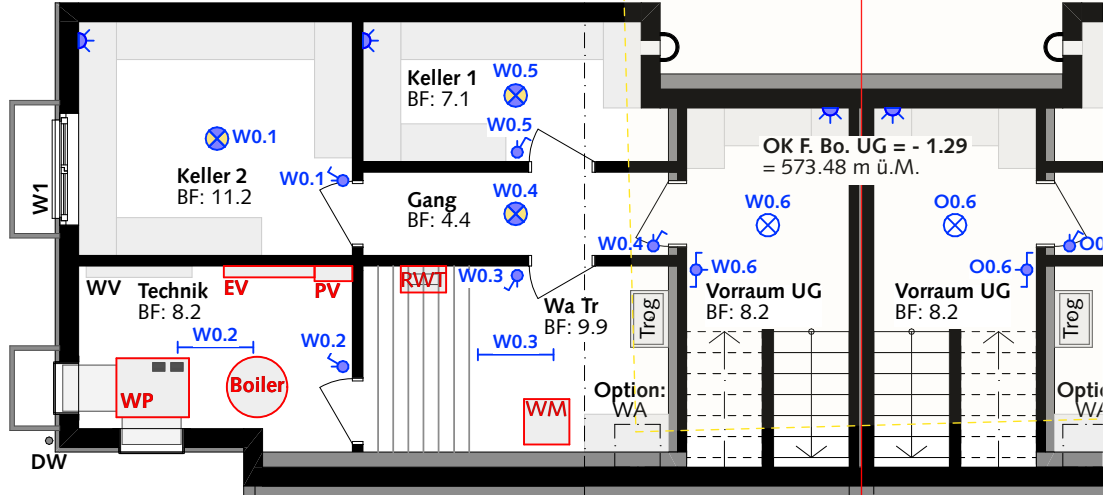 Keller 1
BF: 7.1
W0.5
W0.5
W0.1
W0.1
Keller 2
BF: 11.2
W1
Gang
BF: 4.4
W0.4
W0.4
OK F. Bo. UG = - 1.29
= 573.48 m ü.M.
W0.6
O0.6
W0.6
O0.6
Vorraum UG
BF: 8.2
Vorraum UG
BF: 8.2
WV
Technik
BF: 8.2
EV
PV
RWT
W0.3
Wa Tr
BF: 9.9
Trog
Trog
W0.2
W0.2
W0.3
WP
Boiler
WM
Option:
WA
DW